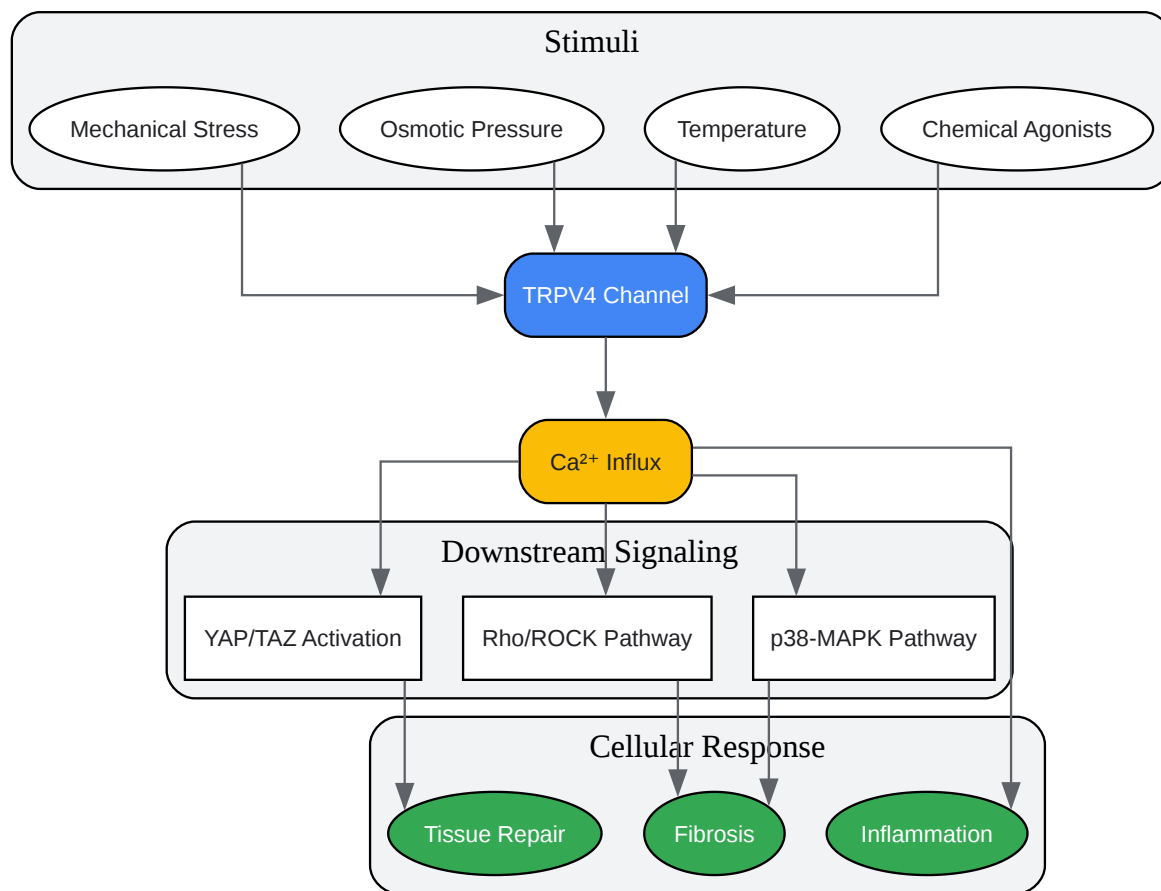 Stimuli
Mechanical Stress
Osmotic Pressure
Temperature
Chemical Agonists
TRPV4 Channel
Ca²⁺ Influx
Downstream Signaling
YAP/TAZ Activation
Rho/ROCK Pathway
p38-MAPK Pathway
Cellular Response
Tissue Repair
Fibrosis
Inflammation